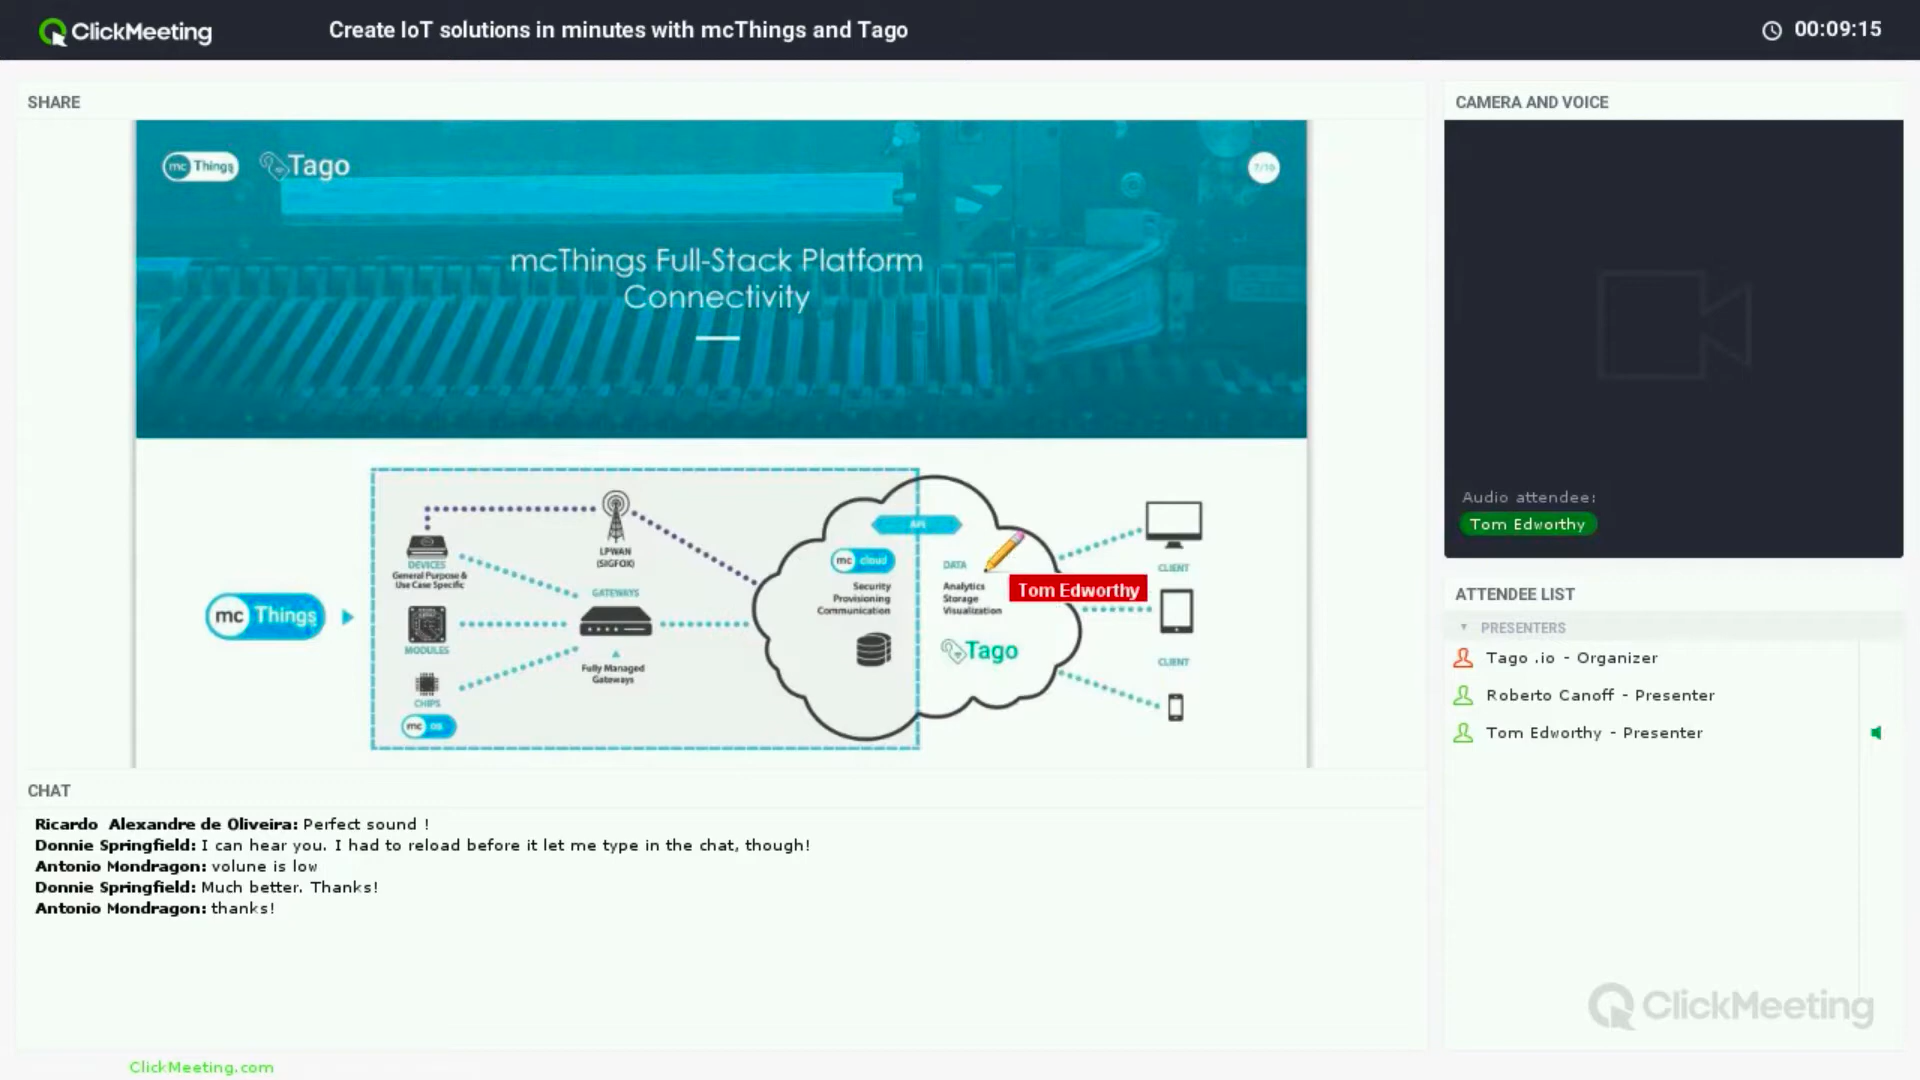 ClickMeeting
Create IoT solutions in minutes with mcThings and Tago
00:09:15
SHARE
mc Things
Tago
7/10
mcThings Full-Stack Platform
Connectivity
mc Things
DEVICES
General Purpose &
Use Case Specific
MODULES
CHIPS
mc os
LPWAN
(SIGFOX)
GATEWAYS
Fully Managed
Gateways
API
mc cloud
Security
Provisioning
Communication
DATA
Analytics
Storage
Visualization
Tago
Tom Edworthy
CLIENT
CLIENT
CAMERA AND VOICE
Audio attendee:
Tom Edworthy
ATTENDEE LIST
PRESENTERS
Tago .io - Organizer
Roberto Canoff - Presenter
Tom Edworthy - Presenter
CHAT
Ricardo Alexandre de Oliveira: Perfect sound !
Donnie Springfield: I can hear you. I had to reload before it let me type in the chat, though!
Antonio Mondragon: volune is low
Donnie Springfield: Much better. Thanks!
Antonio Mondragon: thanks!
ClickMeeting
ClickMeeting.com